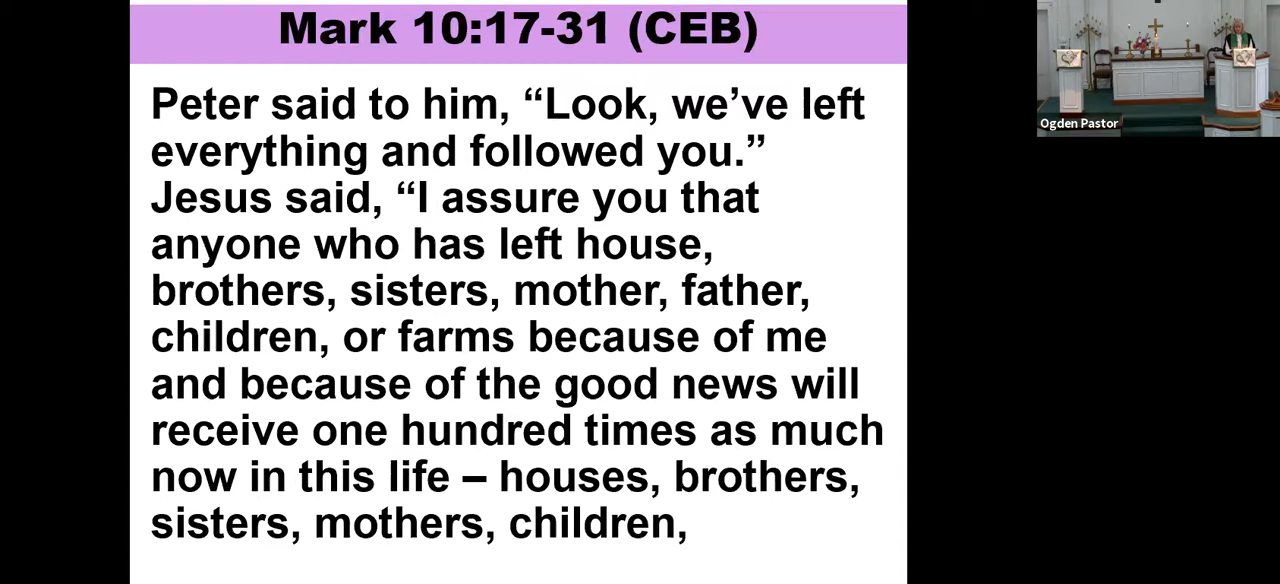 Mark 10:17-31 (CEB)
Peter said to him, “Look, we’ve left
everything and followed you.”
Jesus said, “I assure you that
anyone who has left house,
brothers, sisters, mother, father,
children, or farms because of me
and because of the good news will
receive one hundred times as much
now in this life – houses, brothers,
sisters, mothers, children,
Ogden Pastor